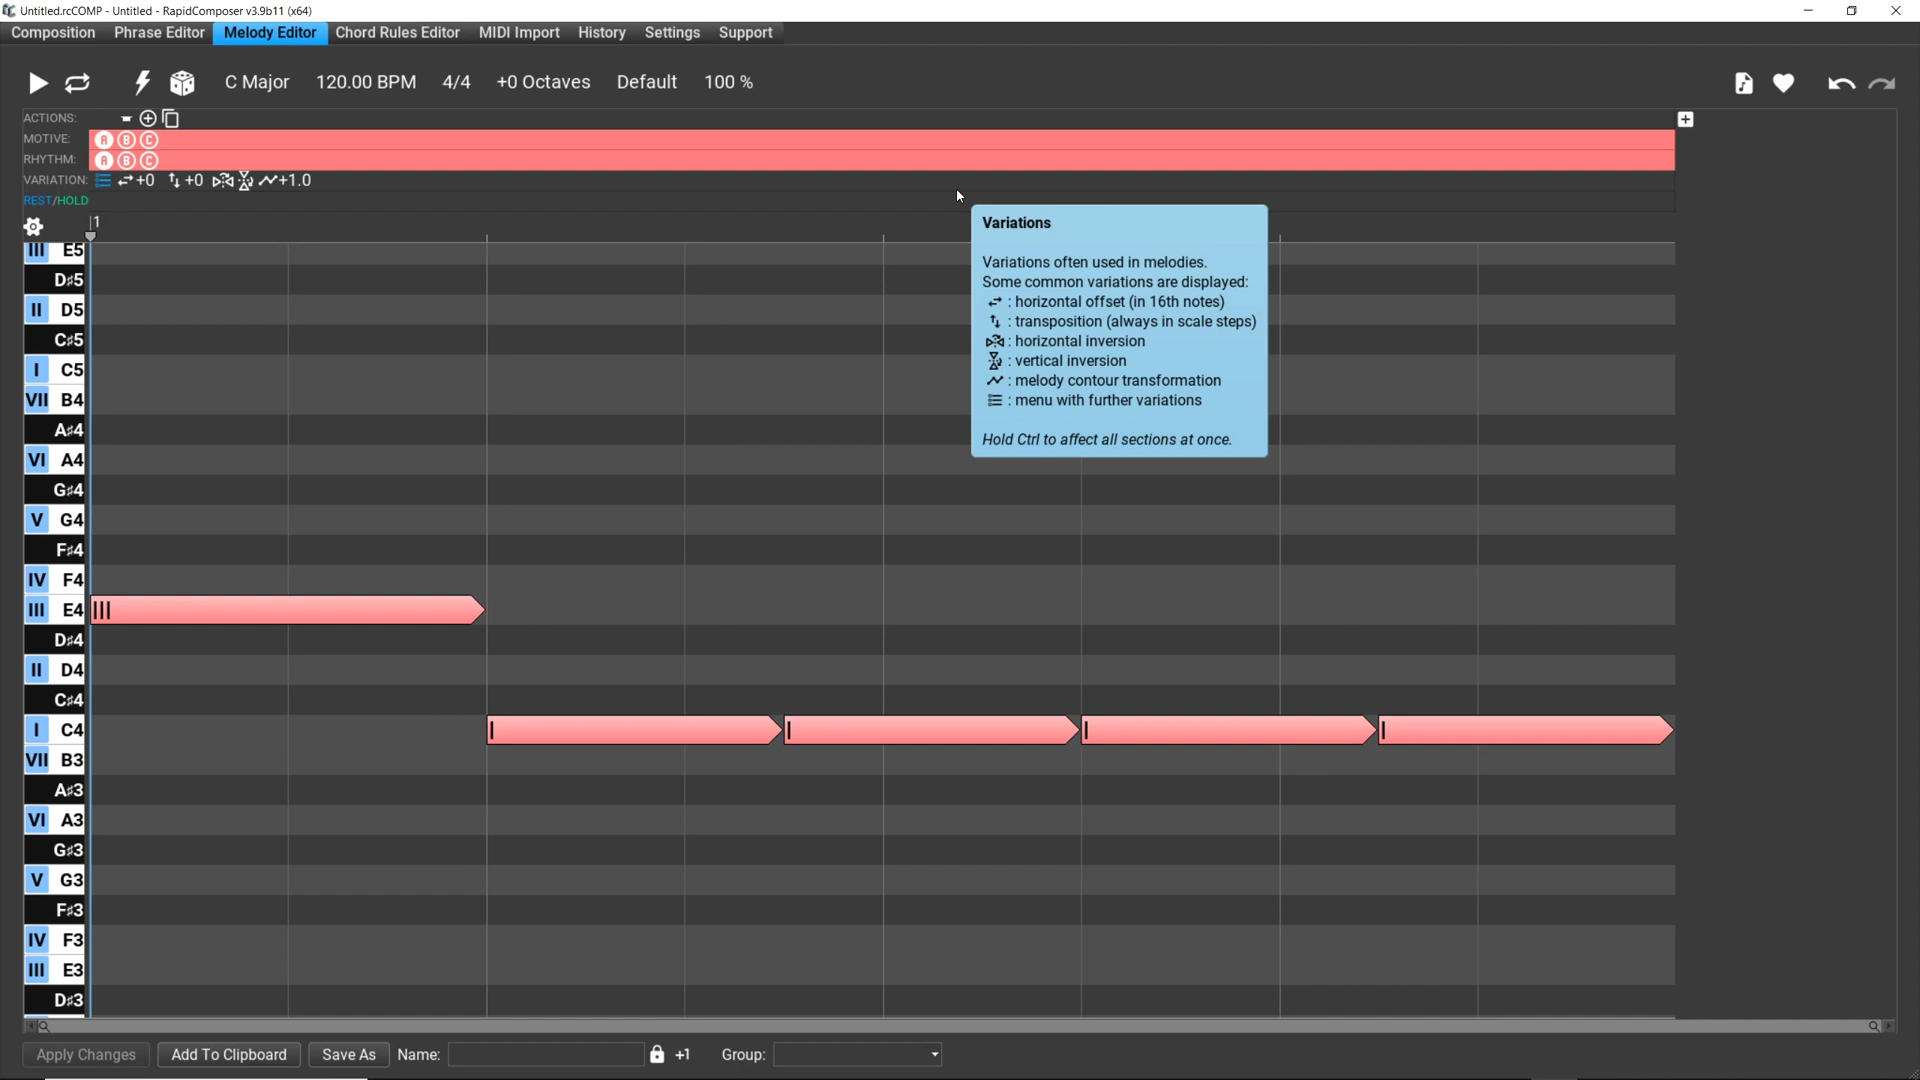 Untitled.rcCOMP - Untitled - RapidComposer v3.9b11 (x64)
Composition Phrase Editor Melody Editor Chord Rules Editor MIDI Import History Settings Support
C Major 120.00 BPM 4/4 +0 Octaves Default 100 %
ACTIONS:
MOTIVE: A B C
RHYTHM: A B C
VARIATION: +0 +0 +1.0
REST/HOLD
1
Variations
Variations often used in melodies.
Some common variations are displayed:
: horizontal offset (in 16th notes)
: transposition (always in scale steps)
: horizontal inversion
: vertical inversion
: melody contour transformation
: menu with further variations
Hold Ctrl to affect all sections at once.
III E5
D♯5
II D5
C♯5
I C5
VII B4
A♯4
VI A4
G♯4
V G4
F♯4
IV F4
III E4 III
D♯4
II D4
C♯4
I C4 I I I I
VII B3
A♯3
VI A3
G♯3
V G3
F♯3
IV F3
III E3
D♯3
Apply Changes Add To Clipboard Save As Name: +1 Group: